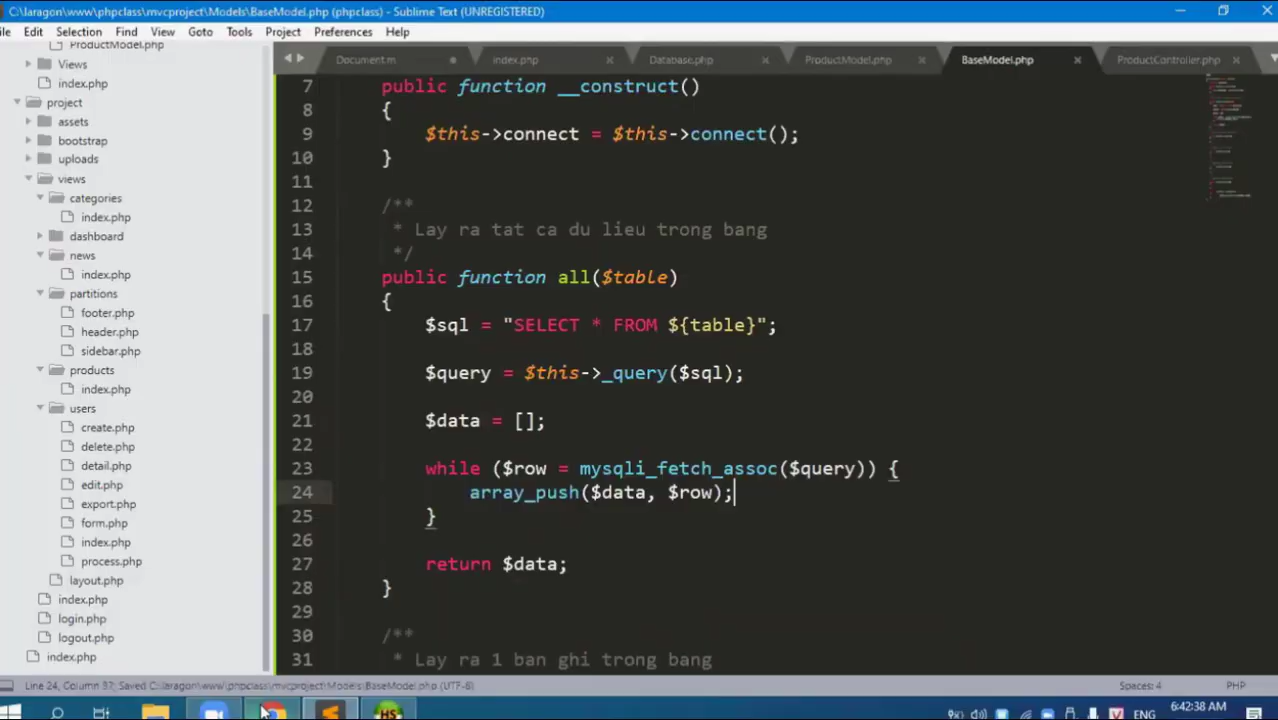 C:\laragon\www\phpclass\mvcproject\Models\BaseModel.php (phpclass) - Sublime Text (UNREGISTERED)
Edit Selection Find View Goto Tools Project Preferences Help
ProductModel.php
Views
index.php
project
assets
bootstrap
uploads
views
categories
index.php
dashboard
news
index.php
partitions
footer.php
header.php
sidebar.php
products
index.php
users
create.php
delete.php
detail.php
edit.php
export.php
form.php
index.php
process.php
layout.php
index.php
login.php
logout.php
index.php
Document.m index.php Database.php ProductModel.php BaseModel.php ProductController.php
7 public function __construct()
8 {
9 $this->connect = $this->connect();
10 }
11
12 /**
13 * Lay ra tat ca du lieu trong bang
14 */
15 public function all($table)
16 {
17 $sql = "SELECT * FROM ${table}";
18
19 $query = $this->_query($sql);
20
21 $data = [];
22
23 while ($row = mysqli_fetch_assoc($query)) {
24 array_push($data, $row);
25 }
26
27 return $data;
28 }
29
30 /**
31 * Lay ra 1 ban ghi trong bang
Line 24, Column 37; Saved C:\laragon\www\phpclass\mvcproject\Models\BaseModel.php (UTF-8) Spaces: 4 PHP
HS V ENG 6:42:38 AM